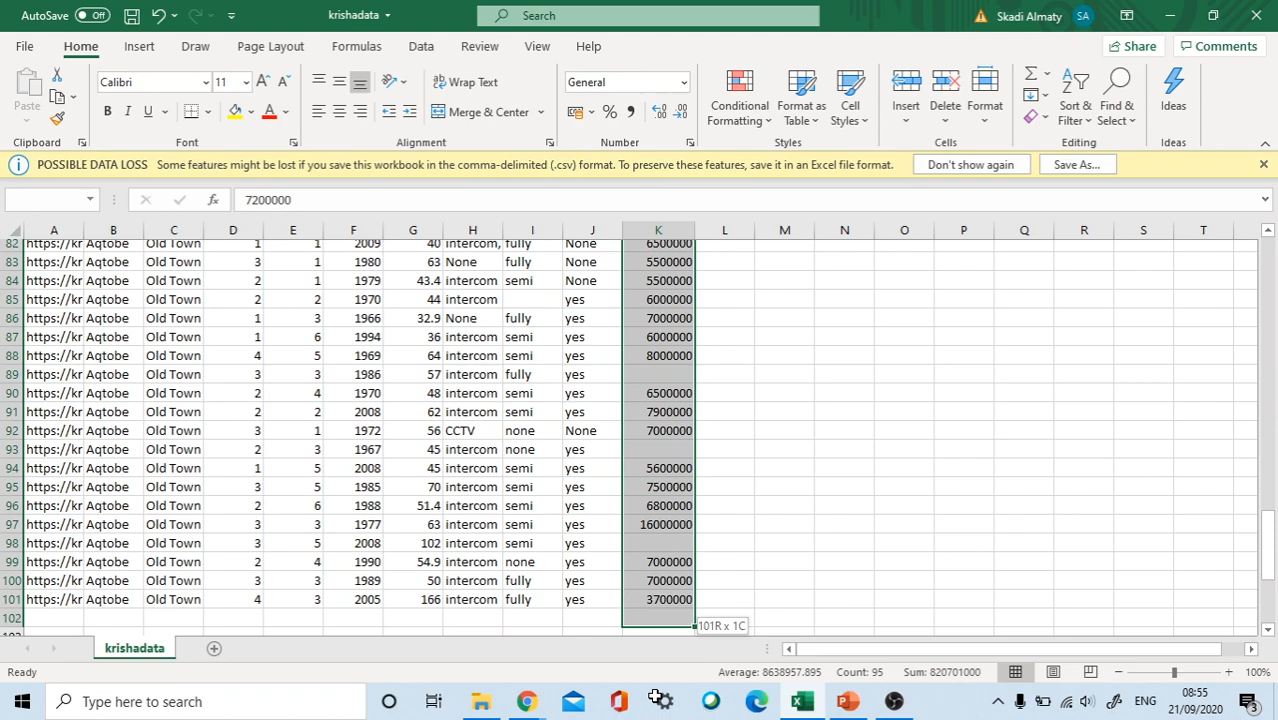 AutoSave Off krishadata Search Skadi Almaty SA
File Home Insert Draw Page Layout Formulas Data Review View Help Share Comments
Paste Calibri 11 Wrap Text General Conditional Formatting Format as Table Cell Styles Insert Delete Format Sort & Filter Find & Select Ideas
B I U A Merge & Center % ,
Clipboard Font Alignment Number Styles Cells Editing Ideas
POSSIBLE DATA LOSS Some features might be lost if you save this workbook in the comma-delimited (.csv) format. To preserve these features, save it in an Excel file format. Don't show again Save As...
fx 7200000
A B C D E F G H I J K L M N O P Q R S T
82 https://kr Aqtobe Old Town 1 1 2009 40 intercom, fully None 6500000
83 https://kr Aqtobe Old Town 3 1 1980 63 None fully None 5500000
84 https://kr Aqtobe Old Town 2 1 1979 43.4 intercom semi None 5500000
85 https://kr Aqtobe Old Town 2 2 1970 44 intercom yes 6000000
86 https://kr Aqtobe Old Town 1 3 1966 32.9 None fully yes 7000000
87 https://kr Aqtobe Old Town 1 6 1994 36 intercom semi yes 6000000
88 https://kr Aqtobe Old Town 4 5 1969 64 intercom semi yes 8000000
89 https://kr Aqtobe Old Town 3 3 1986 57 intercom fully yes
90 https://kr Aqtobe Old Town 2 4 1970 48 intercom semi yes 6500000
91 https://kr Aqtobe Old Town 2 2 2008 62 intercom semi yes 7900000
92 https://kr Aqtobe Old Town 3 1 1972 56 CCTV none None 7000000
93 https://kr Aqtobe Old Town 2 3 1967 45 intercom none yes
94 https://kr Aqtobe Old Town 1 5 2008 45 intercom semi yes 5600000
95 https://kr Aqtobe Old Town 3 5 1985 70 intercom semi yes 7500000
96 https://kr Aqtobe Old Town 2 6 1988 51.4 intercom semi yes 6800000
97 https://kr Aqtobe Old Town 3 3 1977 63 intercom semi yes 16000000
98 https://kr Aqtobe Old Town 3 5 2008 102 intercom semi yes
99 https://kr Aqtobe Old Town 2 4 1990 54.9 intercom none yes 7000000
100 https://kr Aqtobe Old Town 3 3 1989 50 intercom fully yes 7000000
101 https://kr Aqtobe Old Town 4 3 2005 166 intercom fully yes 3700000
102
101R x 1C
krishadata
Ready Average: 8638957.895 Count: 95 Sum: 820701000 100%
Type here to search ENG 08:55
21/09/2020 3